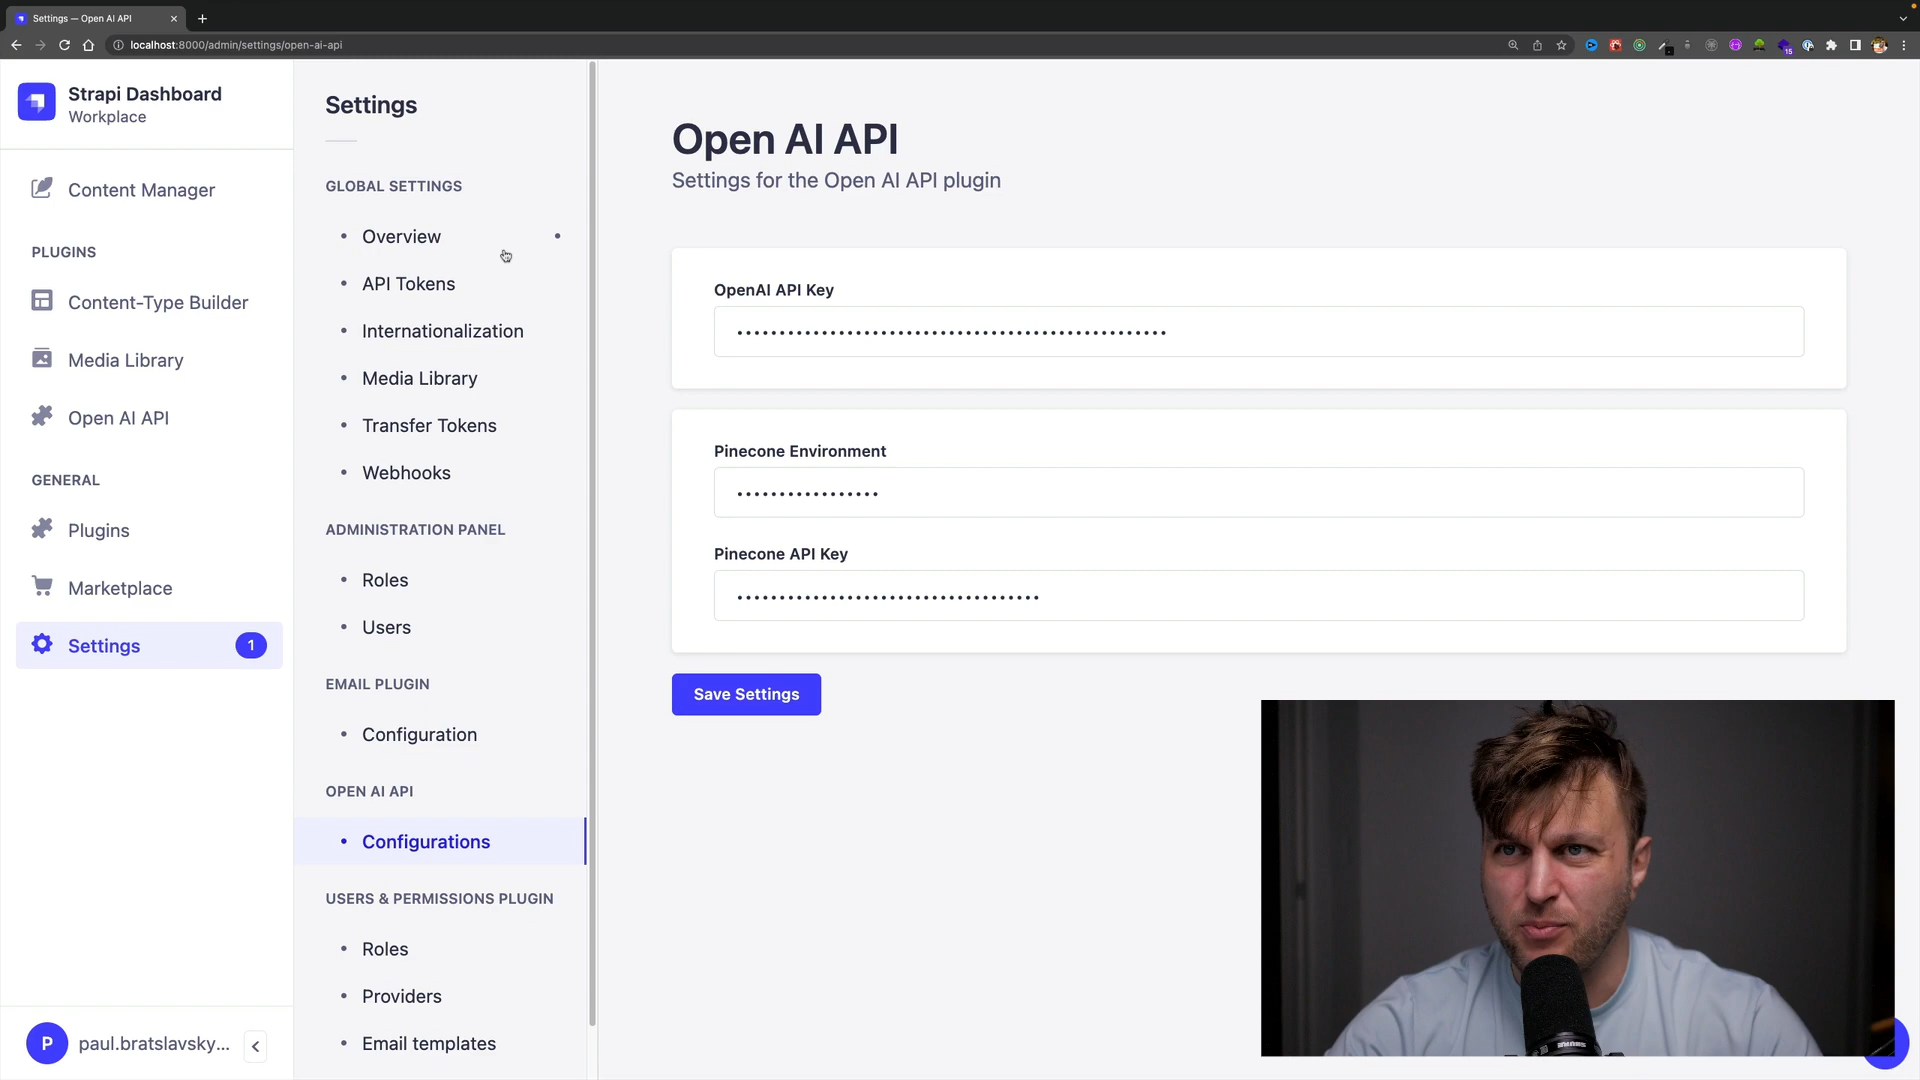 Settings — Open AI API
localhost:8000/admin/settings/open-ai-api
15
Strapi Dashboard
Workplace
Content Manager
PLUGINS
Content-Type Builder
Media Library
Open AI API
GENERAL
Plugins
Marketplace
Settings
1
P
paul.bratslavsky...
Settings
GLOBAL SETTINGS
Overview
API Tokens
Internationalization
Media Library
Transfer Tokens
Webhooks
ADMINISTRATION PANEL
Roles
Users
EMAIL PLUGIN
Configuration
OPEN AI API
Configurations
USERS & PERMISSIONS PLUGIN
Roles
Providers
Email templates
Open AI API
Settings for the Open AI API plugin
OpenAI API Key
Pinecone Environment
Pinecone API Key
Save Settings